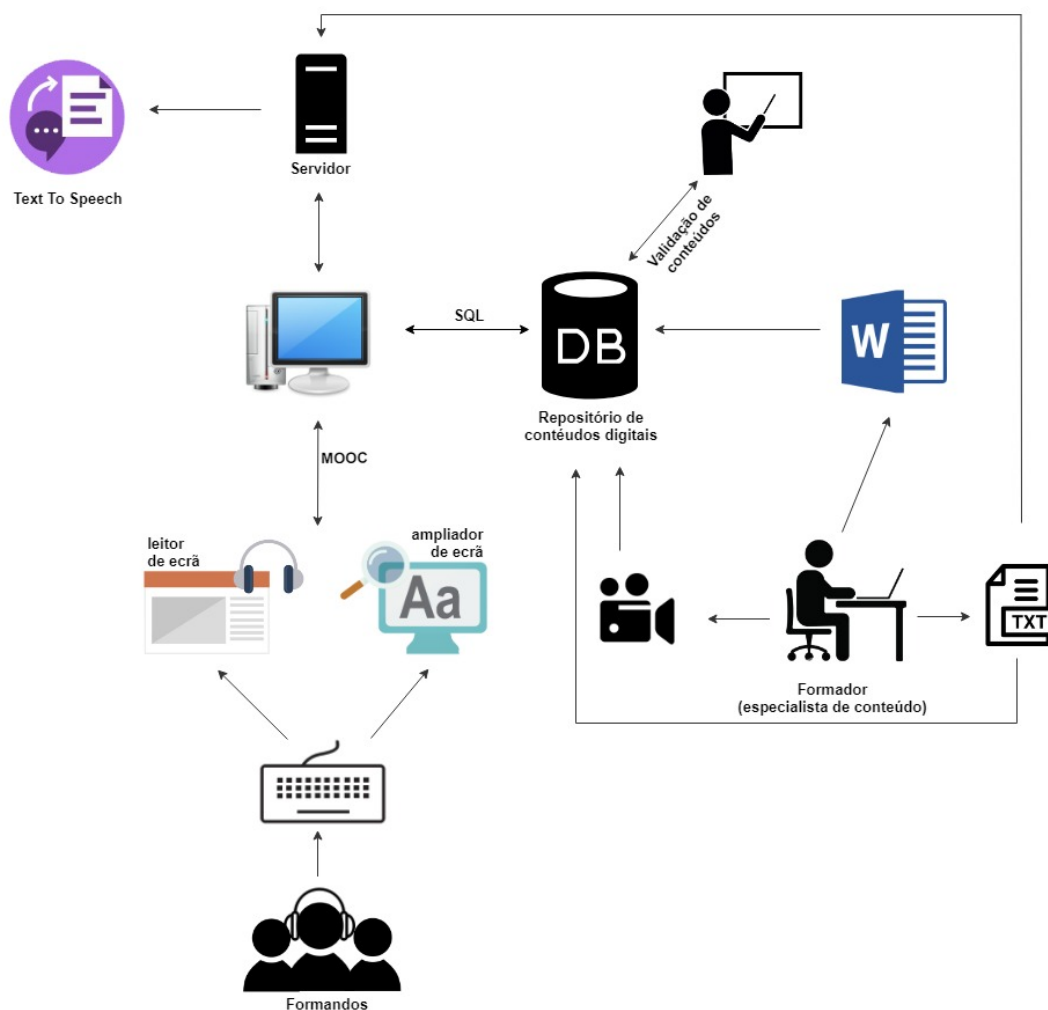 Servidor
Text To Speech
Validação de
conteúdos
SQL
DB
W
Repositório de
contéudos digitais
MOOC
leitor
de ecrã
ampliador
de ecrã
Aa
TXT
Formador
(especialista de conteúdo)
Formandos